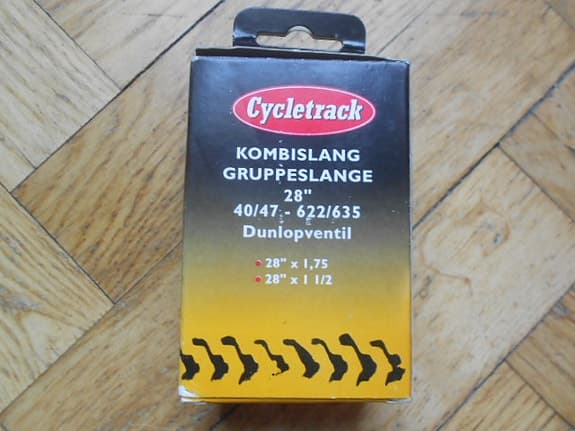 Cycletrack
KOMBISLANG
GRUPPESLANGE
28"
40/47 - 622/635
Dunlopventil
28" x 1,75
28" x 1 1/2